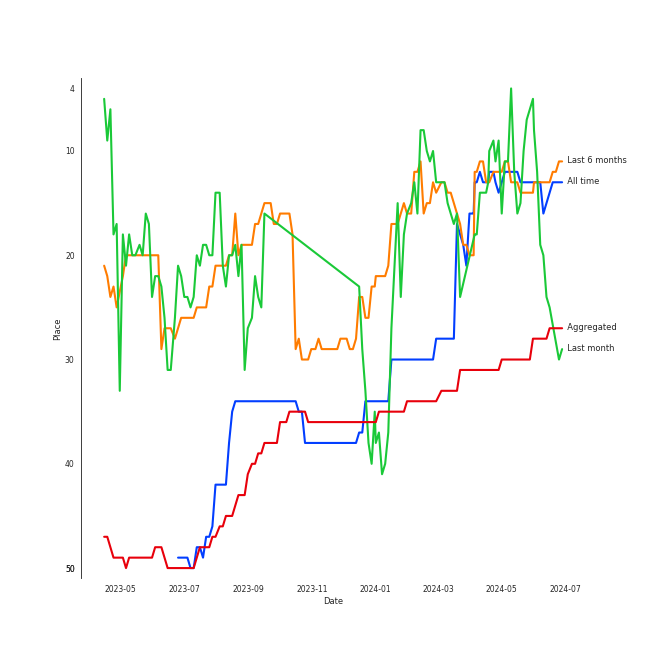 4
10
20
30
40
50
Place
2023-05
2023-07
2023-09
2023-11
2024-01
2024-03
2024-05
2024-07
Date
Last 6 months
All time
Aggregated
Last month